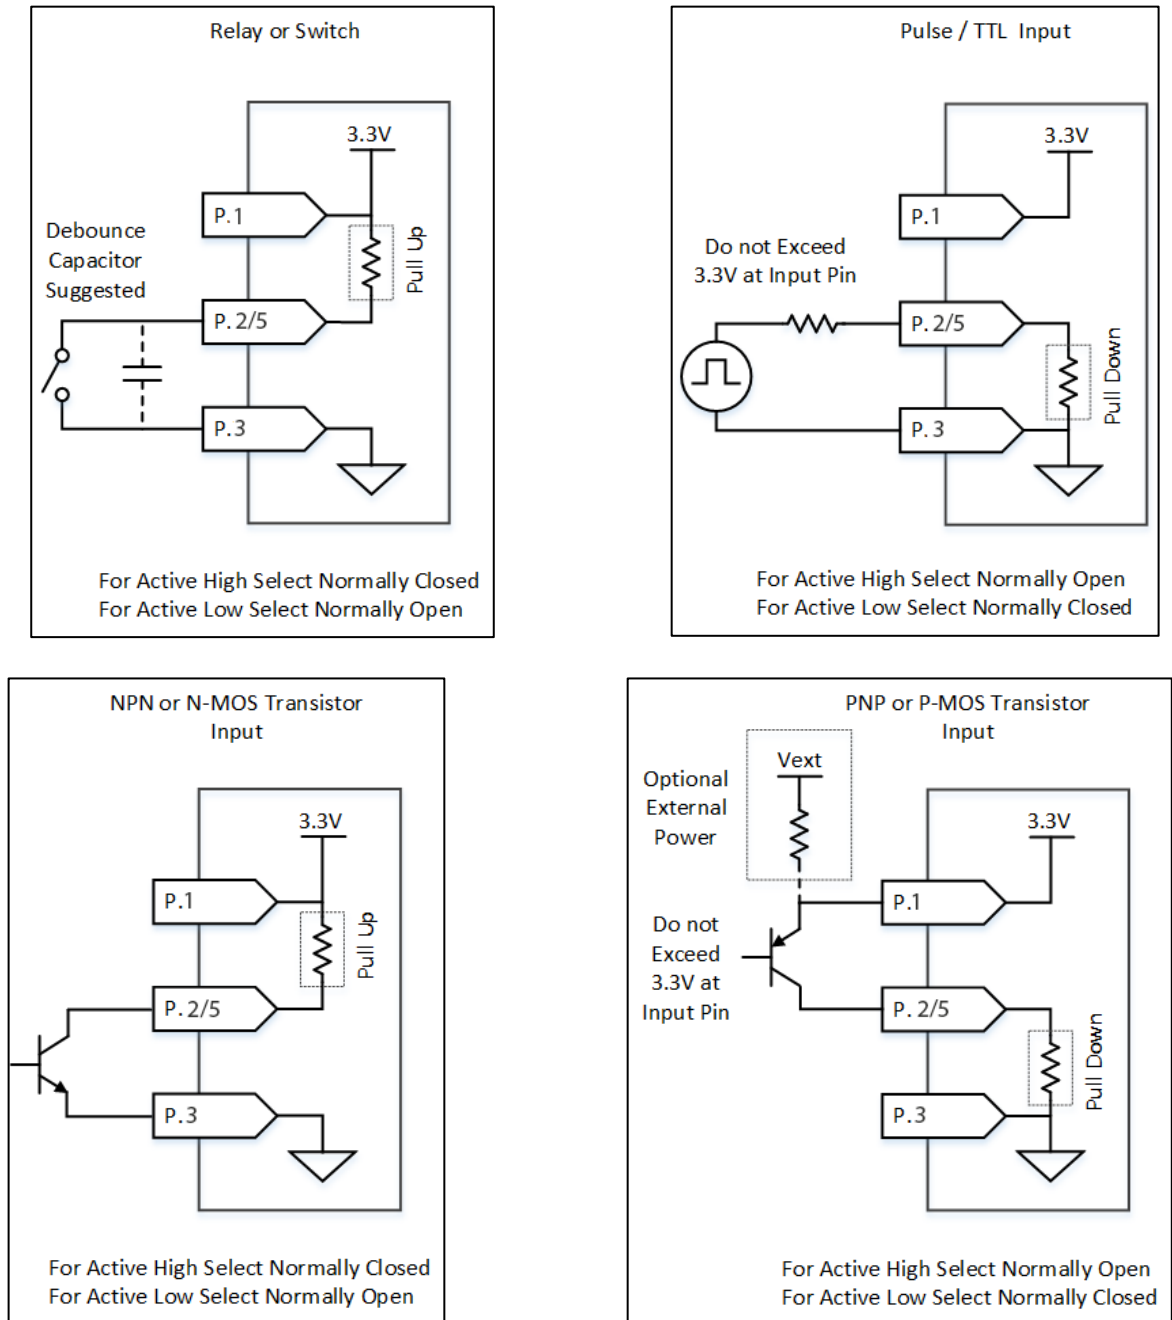 Relay or Switch
3.3V
P.1
Debounce
Capacitor
Suggested
Pull Up
P. 2/5
P.3
For Active High Select Normally Closed
For Active Low Select Normally Open
Pulse / TTL Input
3.3V
P.1
Do not Exceed
3.3V at Input Pin
P. 2/5
Pull Down
P. 3
For Active High Select Normally Open
For Active Low Select Normally Closed
NPN or N-MOS Transistor
Input
3.3V
P.1
Pull Up
P. 2/5
P.3
For Active High Select Normally Closed
For Active Low Select Normally Open
PNP or P-MOS Transistor
Input
Vext
Optional
External
Power
3.3V
P.1
Do not
Exceed
3.3V at
Input Pin
P. 2/5
Pull Down
P.3
For Active High Select Normally Open
For Active Low Select Normally Closed